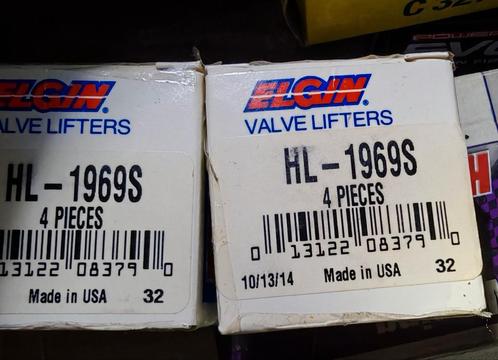 ELGIN
VALVE LIFTERS
HL-1969S
4 PIECES
13122 08379 0
Made in USA 32
ELGIN
VALVE LIFTERS
HL-1969S
4 PIECES
0 13122 08379 0
10/13/14 Made in USA 32